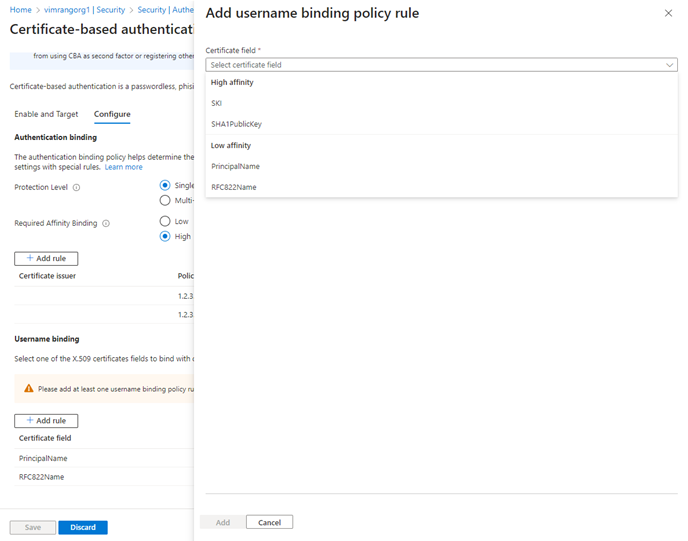 Home > vimrangorg1 | Security > Security | Authe
Certificate-based authenticati
from using CBA as second factor or registering other
Certificate-based authentication is a passwordless, phisi
Enable and Target Configure
Authentication binding
The authentication binding policy helps determine the
settings with special rules. Learn more
Protection Level
Single
Multi-
Required Affinity Binding
Low
High
+ Add rule
Certificate issuer Polic
1.2.3
1.2.3
Username binding
Select one of the X.509 certificates fields to bind with
Please add at least one username binding policy ru
+ Add rule
Certificate field
PrincipalName
RFC822Name
Save Discard
Add username binding policy rule
Certificate field *
Select certificate field
High affinity
SKI
SHA1PublicKey
Low affinity
PrincipalName
RFC822Name
Add Cancel